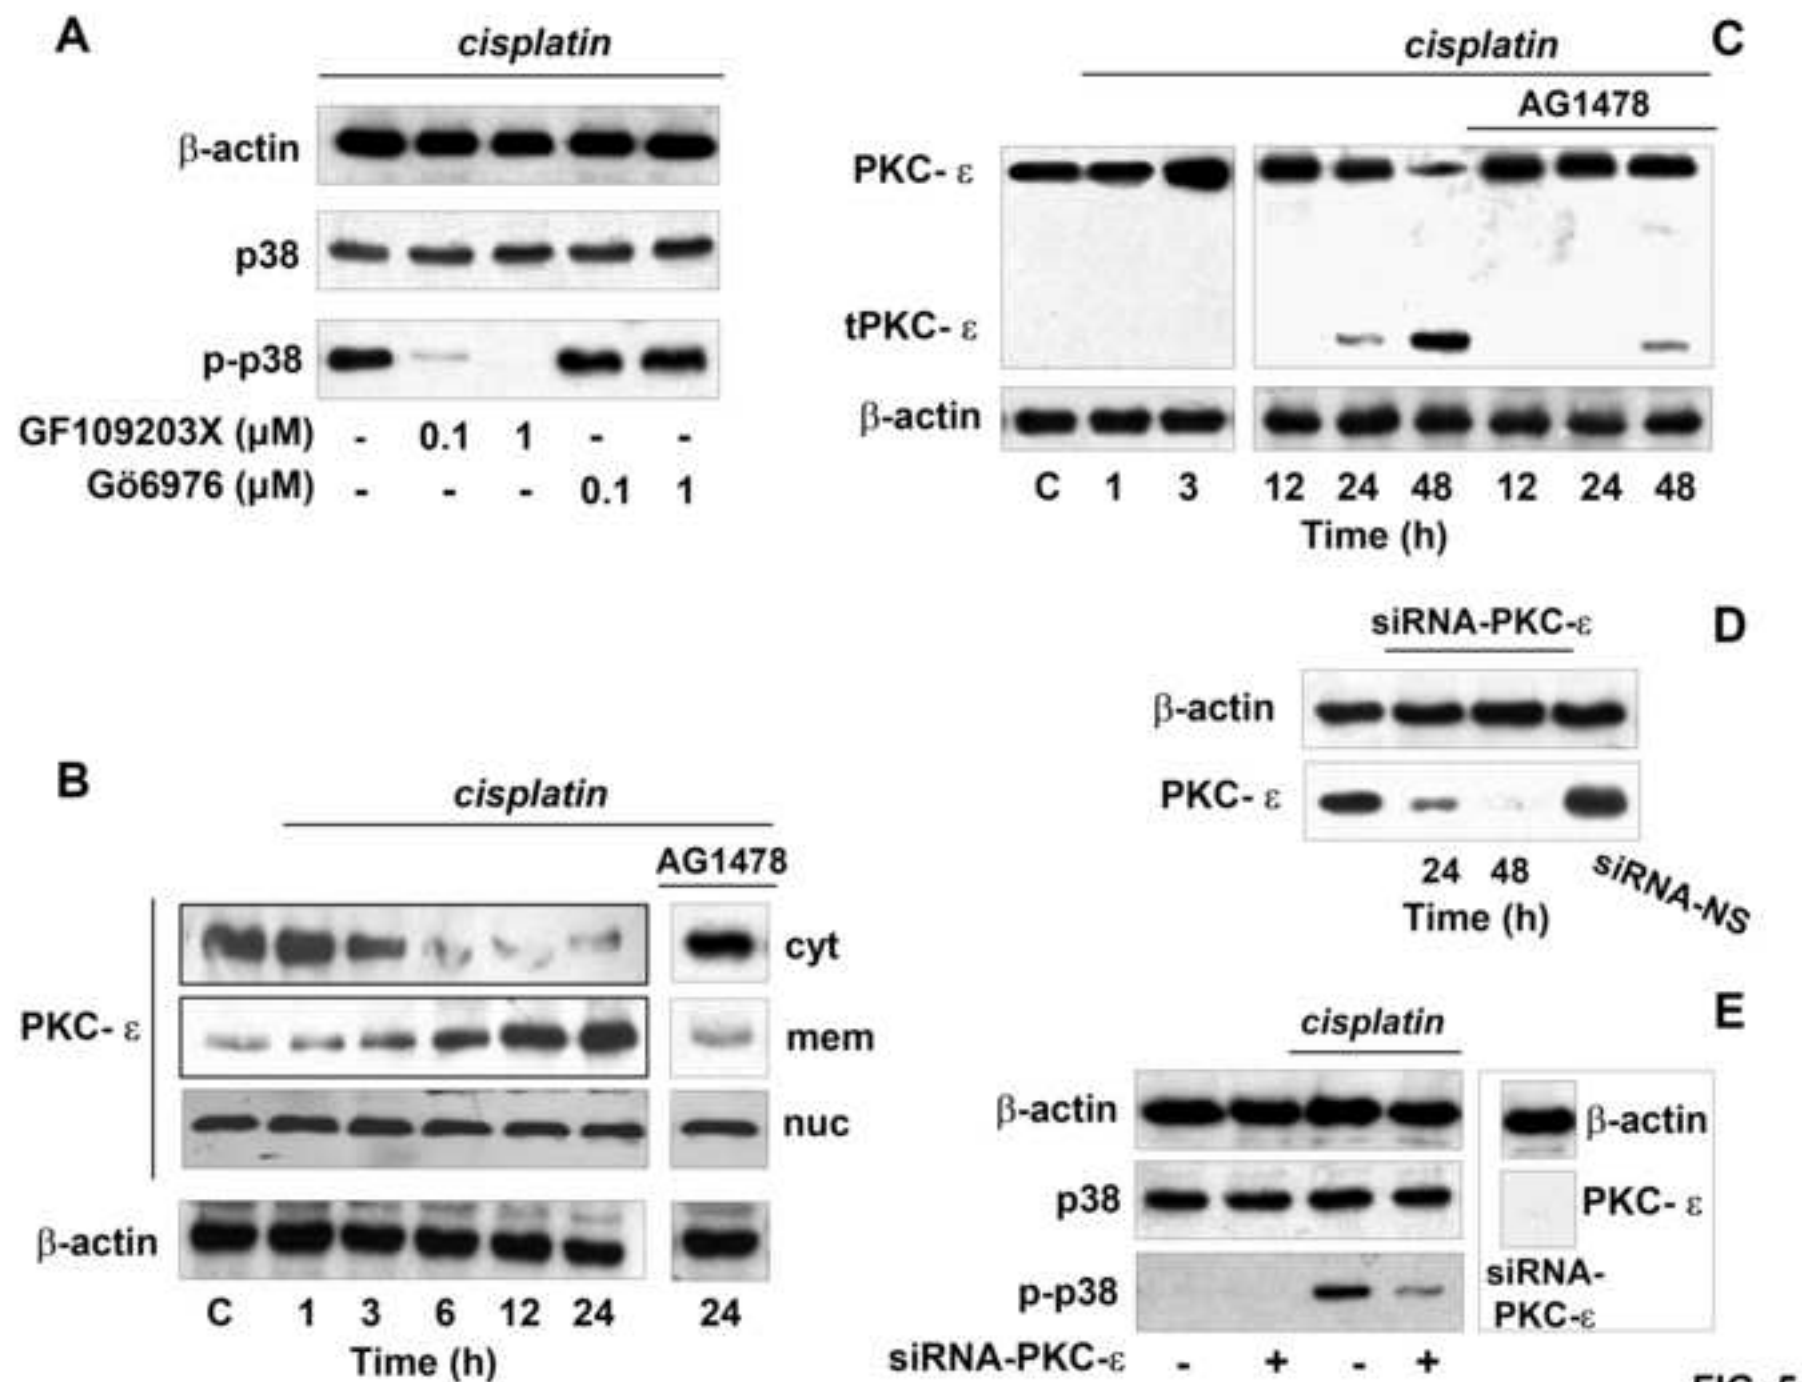 A
cisplatin
β-actin
p38
p-p38
GF109203X (µM) - 0.1 1 - -
Gö6976 (µM) - - - 0.1 1
B
cisplatin
AG1478
PKC- ε
cyt
mem
nuc
β-actin
C 1 3 6 12 24 24
Time (h)
C
cisplatin
AG1478
PKC- ε
tPKC- ε
β-actin
C 1 3 12 24 48 12 24 48
Time (h)
D
siRNA-PKC-ε
β-actin
PKC- ε
24 48 siRNA-NS
Time (h)
E
cisplatin
β-actin
p38
p-p38
siRNA-PKC-ε - + - +
β-actin
PKC- ε
siRNA-
PKC-ε